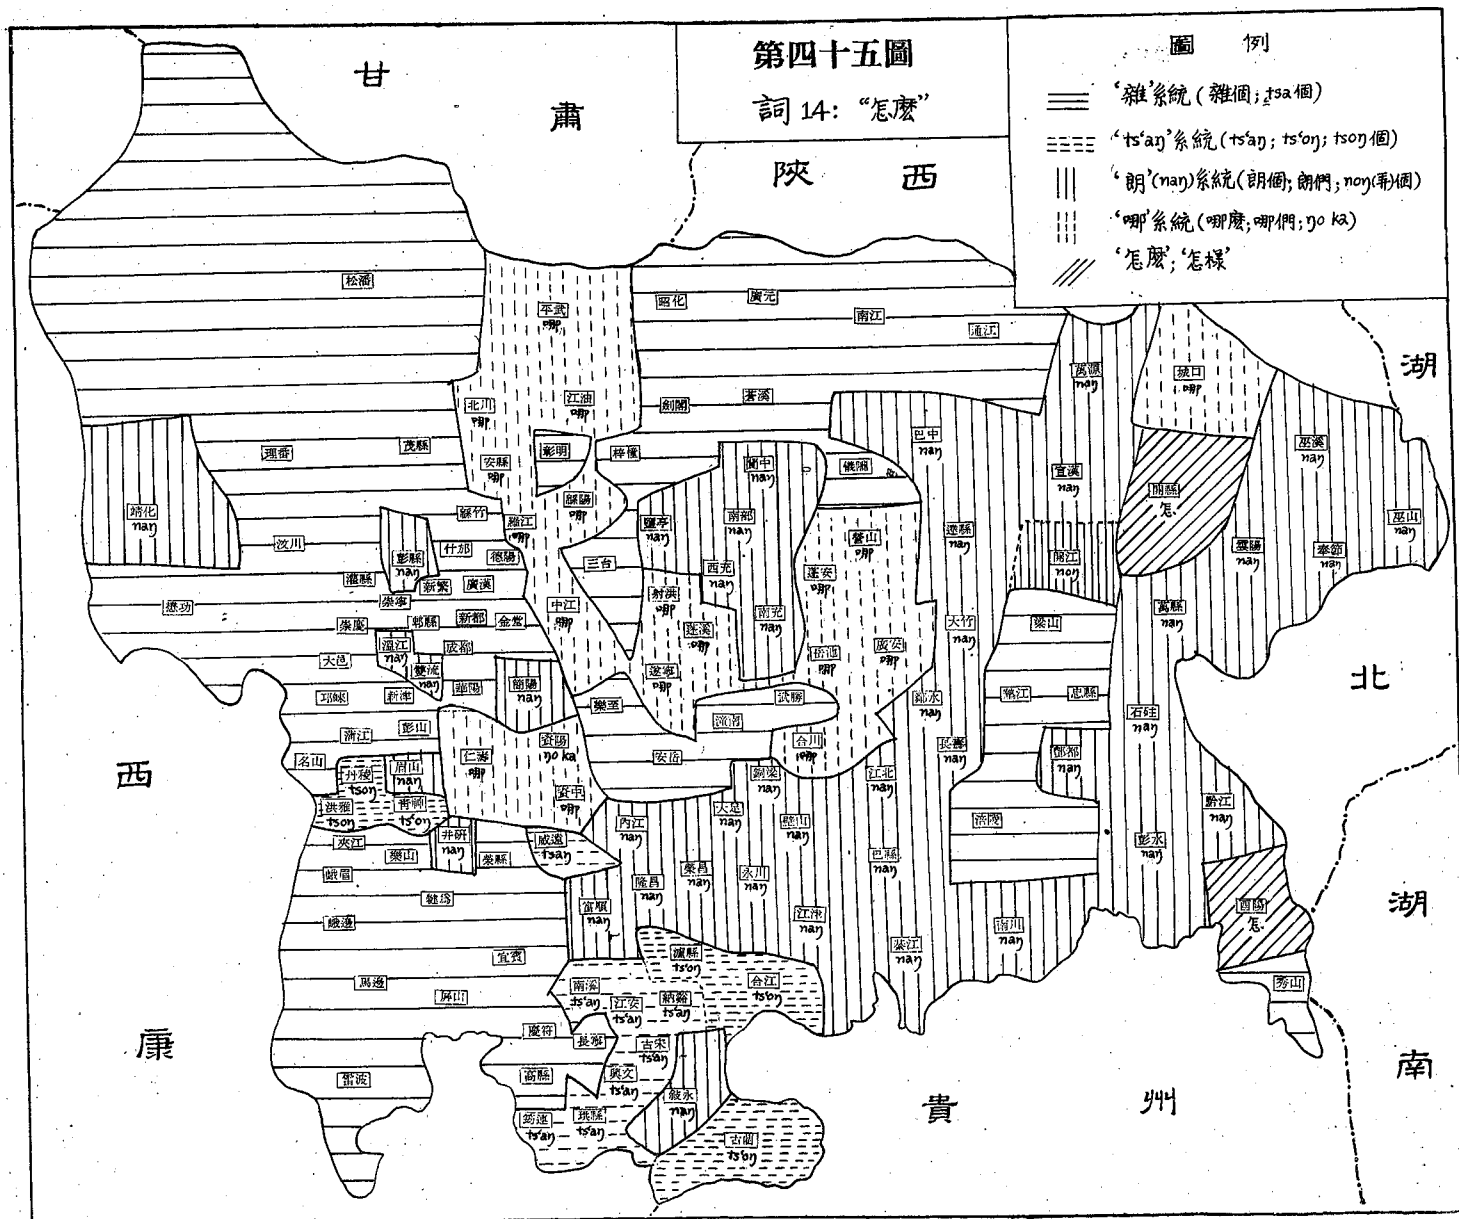 第四十五圖
詞 14: “怎麼”
圖 例
‘雜’系統 (雜個; tsa個)
‘ts‘aŋ’系統 (ts‘aŋ; ts‘oŋ; tsoŋ個)
‘朗’(naŋ)系統 (朗個; 朗們; noŋ(弄)個)
‘哪’系統 (哪麼; 哪們; ŋo ka)
‘怎麼’; ‘怎樣’
甘
肅
陝 西
湖
北
湖
南
貴 州
西
康
松潘
平武
哪
昭化
廣元
南江
通江
萬源
naŋ
城口
哪
北川
哪
江油
哪
劍閣
蒼溪
巴中
naŋ
巫溪
naŋ
理番
茂縣
安縣
哪
彰明
梓橦
閬中
naŋ
儀隴
宣漢
naŋ
開縣
怎
靖化
naŋ
綿竹
羅江
哪
綿陽
哪
鹽亭
naŋ
南部
naŋ
營山
哪
達縣
naŋ
雲陽
naŋ
奉節
naŋ
巫山
naŋ
汶川
彭縣
naŋ
什邡
德陽
三台
西充
naŋ
蓬安
哪
開江
noŋ
灌縣
新繁
廣漢
射洪
哪
懋功
崇寧
中江
哪
南充
naŋ
萬縣
naŋ
崇慶
郫縣
新都
金堂
蓬溪
哪
大竹
naŋ
梁山
溫江
naŋ
成都
岳池
哪
廣安
哪
大邑
雙流
naŋ
簡陽
naŋ
遂寧
哪
邛崍
新津
華陽
樂至
武勝
鄰水
naŋ
墊江
忠縣
石砫
naŋ
蒲江
彭山
仁壽
哪
資陽
ŋo ka
潼南
合川
哪
長壽
naŋ
酆都
naŋ
名山
丹稜
tsoŋ
眉山
naŋ
安岳
銅梁
naŋ
江北
naŋ
洪雅
tsoŋ
青神
ts‘oŋ
資中
哪
大足
naŋ
璧山
naŋ
涪陵
黔江
naŋ
夾江
樂山
井研
naŋ
榮縣
威遠
tsaŋ
內江
naŋ
巴縣
naŋ
彭水
naŋ
峨眉
犍爲
隆昌
naŋ
榮昌
naŋ
永川
naŋ
峨邊
富順
naŋ
江津
naŋ
綦江
naŋ
南川
naŋ
酉陽
怎
宜賓
瀘縣
ts‘oŋ
馬邊
屏山
南溪
ts‘aŋ
江安
ts‘aŋ
納谿
ts‘aŋ
合江
ts‘oŋ
秀山
慶符
長寧
古宋
ts‘aŋ
雷波
高縣
興文
ts‘aŋ
敍永
naŋ
筠連
ts‘aŋ
珙縣
ts‘aŋ
古藺
ts‘oŋ